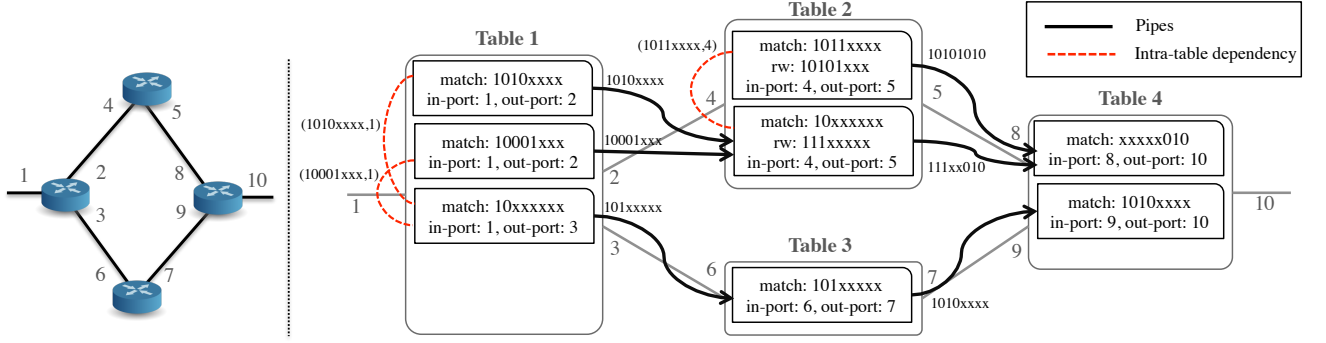 1
4
5
2
3
8
9
10
6
7
Table 1
match: 1010xxxx
in-port: 1, out-port: 2
match: 10001xxx
in-port: 1, out-port: 2
match: 10xxxxxx
in-port: 1, out-port: 3
(1010xxxx,1)
(10001xxx,1)
1
1010xxxx
10001xxx
2
101xxxxx
3
Table 2
(1011xxxx,4)
4
match: 1011xxxx
rw: 10101xxx
in-port: 4, out-port: 5
match: 10xxxxxx
rw: 111xxxxx
in-port: 4, out-port: 5
10101010
5
111xx010
Table 3
6
match: 101xxxxx
in-port: 6, out-port: 7
7
1010xxxx
Table 4
8
match: xxxxx010
in-port: 8, out-port: 10
match: 1010xxxx
in-port: 9, out-port: 10
9
10
Pipes
Intra-table dependency